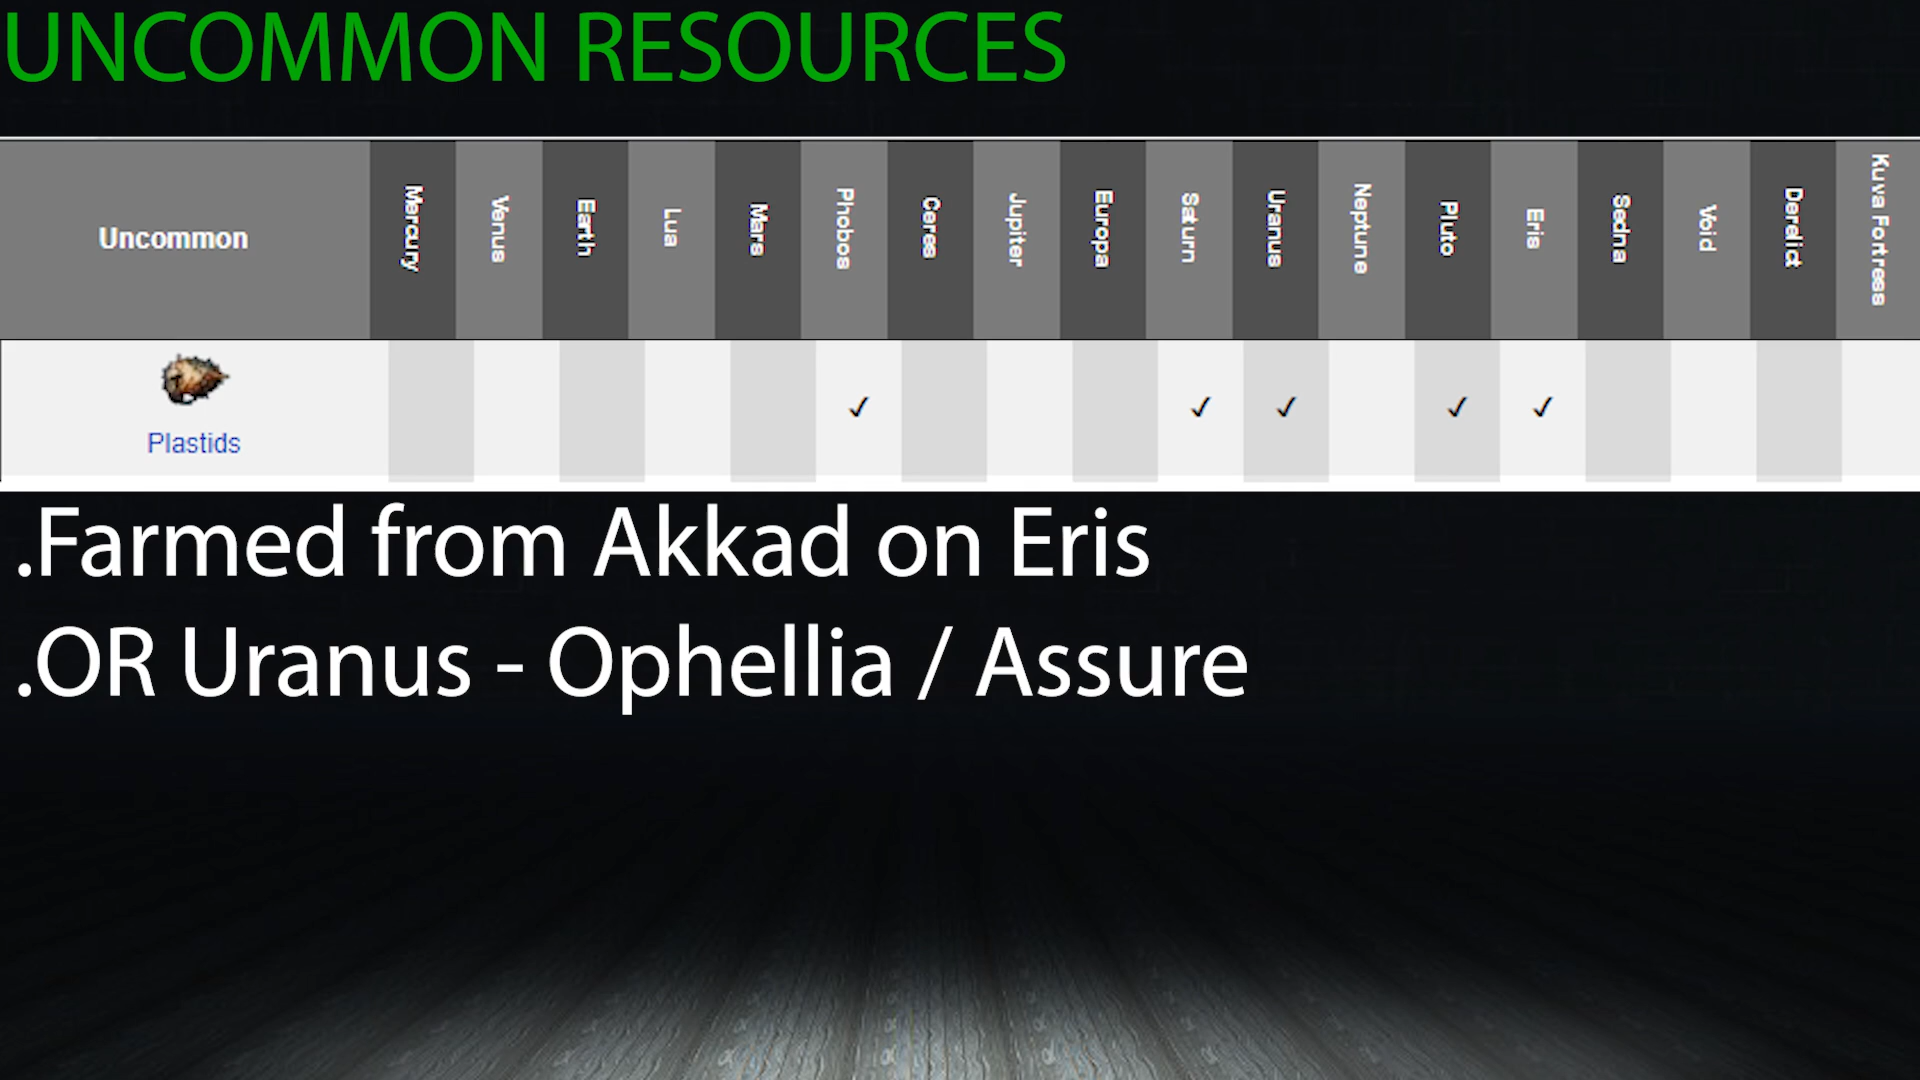 UNCOMMON RESOURCES
Uncommon Mercury Venus Earth Lua Mars Phobos Ceres Jupiter Europa Saturn Uranus Neptune Pluto Eris Sedna Void Derelict Kuva Fortress
Plastids ✓ ✓ ✓ ✓ ✓
.Farmed from Akkad on Eris
.OR Uranus - Ophellia / Assure